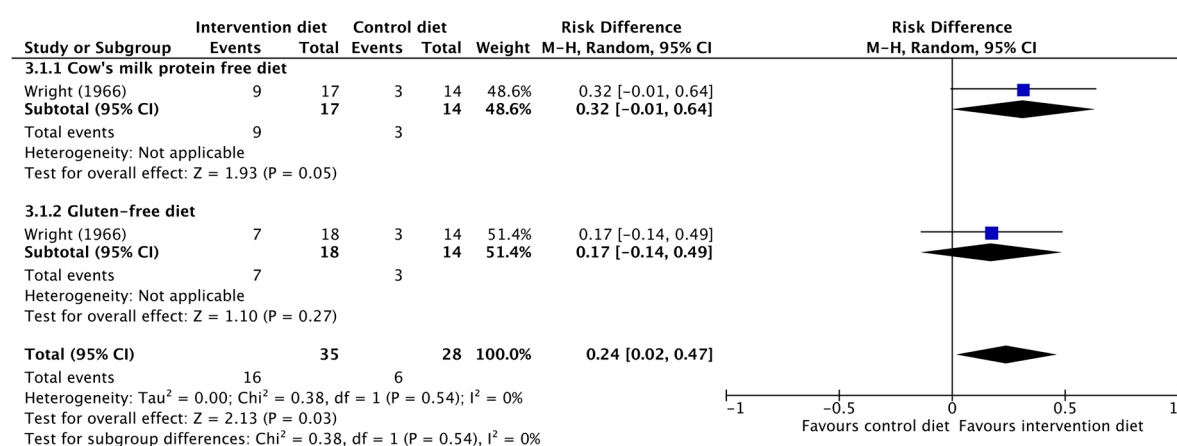 Intervention diet Control diet Risk Difference Risk Difference
Study or Subgroup Events Total Events Total Weight M-H, Random, 95% CI M-H, Random, 95% CI
3.1.1 Cow's milk protein free diet
Wright (1966) 9 17 3 14 48.6% 0.32 [-0.01, 0.64]
Subtotal (95% CI) 17 14 48.6% 0.32 [-0.01, 0.64]
Total events 9 3
Heterogeneity: Not applicable
Test for overall effect: Z = 1.93 (P = 0.05)
3.1.2 Gluten-free diet
Wright (1966) 7 18 3 14 51.4% 0.17 [-0.14, 0.49]
Subtotal (95% CI) 18 14 51.4% 0.17 [-0.14, 0.49]
Total events 7 3
Heterogeneity: Not applicable
Test for overall effect: Z = 1.10 (P = 0.27)
Total (95% CI) 35 28 100.0% 0.24 [0.02, 0.47]
Total events 16 6
Heterogeneity: Tau² = 0.00; Chi² = 0.38, df = 1 (P = 0.54); I² = 0%
Test for overall effect: Z = 2.13 (P = 0.03)
Test for subgroup differences: Chi² = 0.38, df = 1 (P = 0.54), I² = 0%
-1 -0.5 0 0.5 1
Favours control diet Favours intervention diet